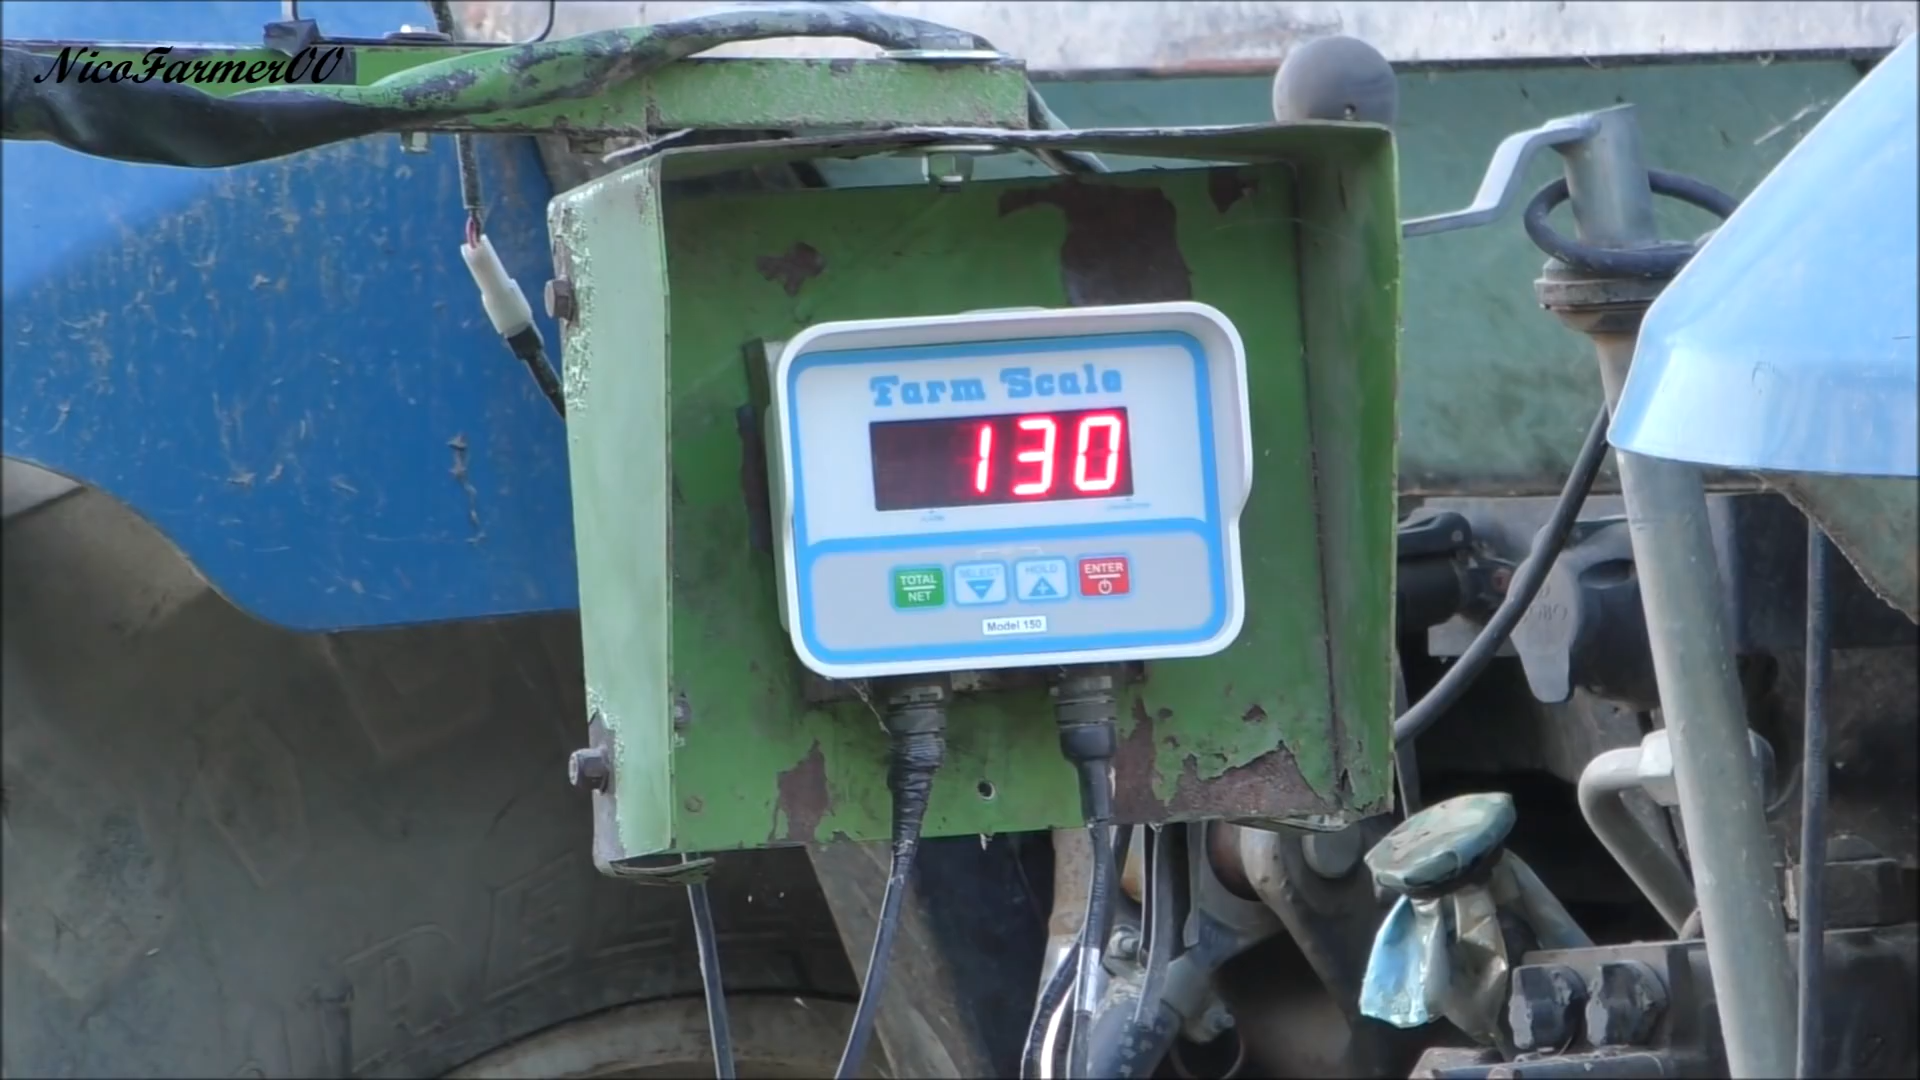 NicoFarmer00
Farm Scale
130
TOTAL
NET
SELECT
HOLD
ENTER
Model 150